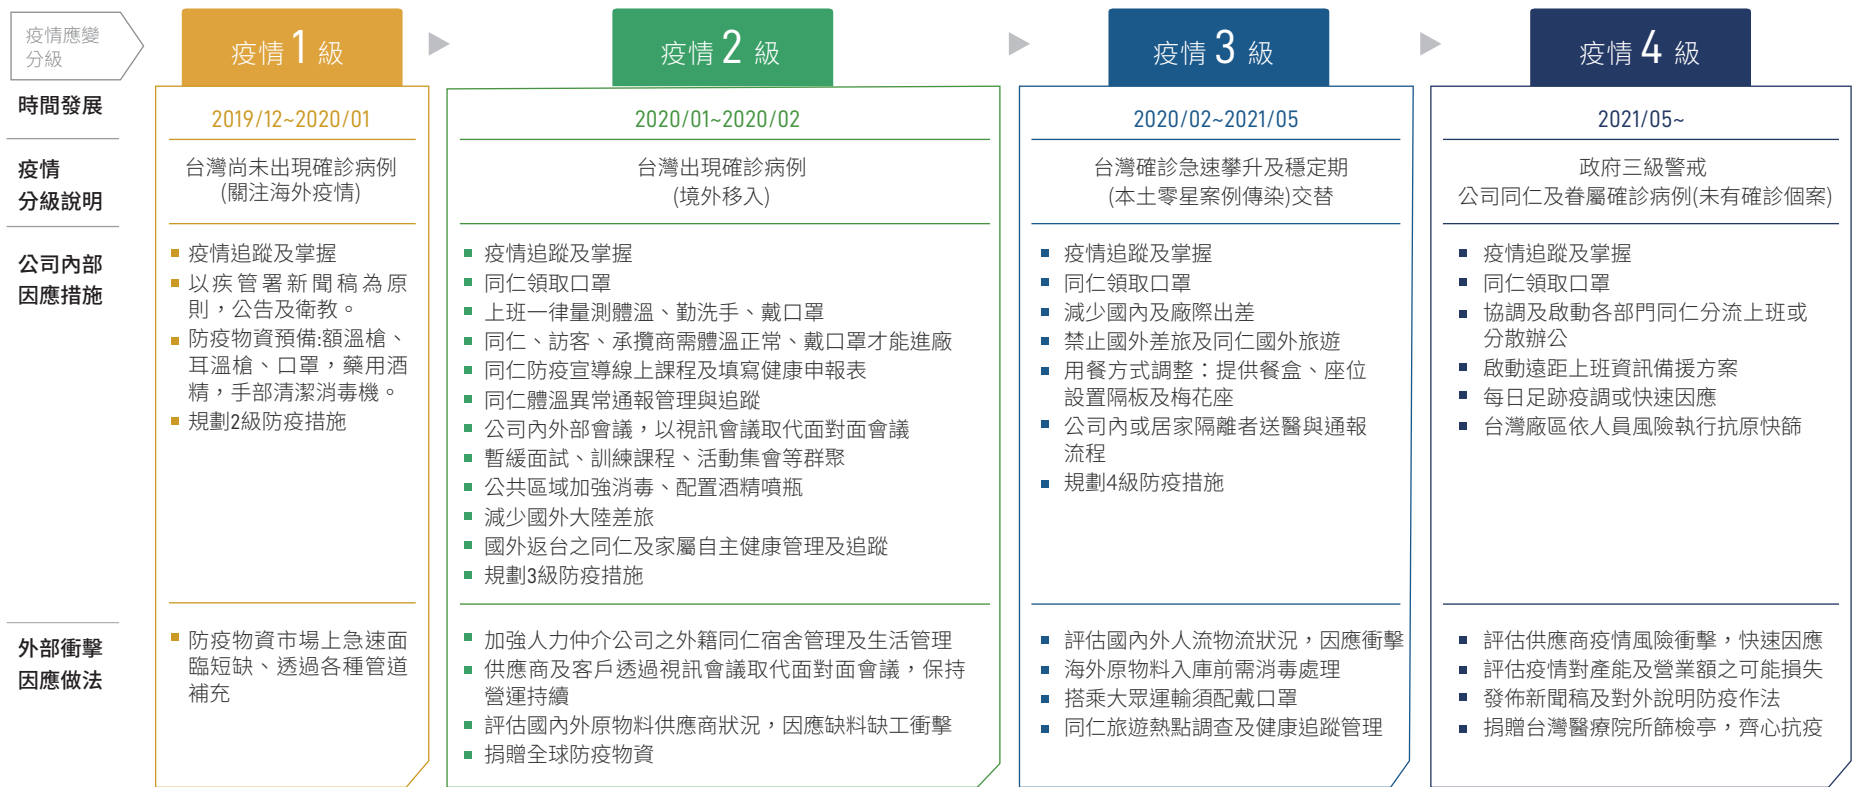 疫情應變
分級
疫情 1 級
疫情 2 級
疫情 3 級
疫情 4 級
時間發展
2019/12~2020/01
2020/01~2020/02
2020/02~2021/05
2021/05~
疫情
分級說明
台灣尚未出現確診病例
(關注海外疫情)
台灣出現確診病例
(境外移入)
台灣確診急速攀升及穩定期
(本土零星案例傳染)交替
政府三級警戒
公司同仁及眷屬確診病例(未有確診個案)
公司內部
因應措施
疫情追蹤及掌握
以疾管署新聞稿為原
則，公告及衛教。
防疫物資預備:額溫槍、
耳溫槍、口罩，藥用酒
精，手部清潔消毒機。
規劃2級防疫措施
疫情追蹤及掌握
同仁領取口罩
上班一律量測體溫、勤洗手、戴口罩
同仁、訪客、承攬商需體溫正常、戴口罩才能進廠
同仁防疫宣導線上課程及填寫健康申報表
同仁體溫異常通報管理與追蹤
公司內外部會議，以視訊會議取代面對面會議
暫緩面試、訓練課程、活動集會等群聚
公共區域加強消毒、配置酒精噴瓶
減少國外大陸差旅
國外返台之同仁及家屬自主健康管理及追蹤
規劃3級防疫措施
疫情追蹤及掌握
同仁領取口罩
減少國內及廠際出差
禁止國外差旅及同仁國外旅遊
用餐方式調整：提供餐盒、座位
設置隔板及梅花座
公司內或居家隔離者送醫與通報
流程
規劃4級防疫措施
疫情追蹤及掌握
同仁領取口罩
協調及啟動各部門同仁分流上班或
分散辦公
啟動遠距上班資訊備援方案
每日足跡疫調或快速因應
台灣廠區依人員風險執行抗原快篩
外部衝擊
因應做法
防疫物資市場上急速面
臨短缺、透過各種管道
補充
加強人力仲介公司之外籍同仁宿舍管理及生活管理
供應商及客戶透過視訊會議取代面對面會議，保持
營運持續
評估國內外原物料供應商狀況，因應缺料缺工衝擊
捐贈全球防疫物資
評估國內外人流物流狀況，因應衝擊
海外原物料入庫前需消毒處理
搭乘大眾運輸須配戴口罩
同仁旅遊熱點調查及健康追蹤管理
評估供應商疫情風險衝擊，快速因應
評估疫情對產能及營業額之可能損失
發佈新聞稿及對外說明防疫作法
捐贈台灣醫療院所篩檢亭，齊心抗疫